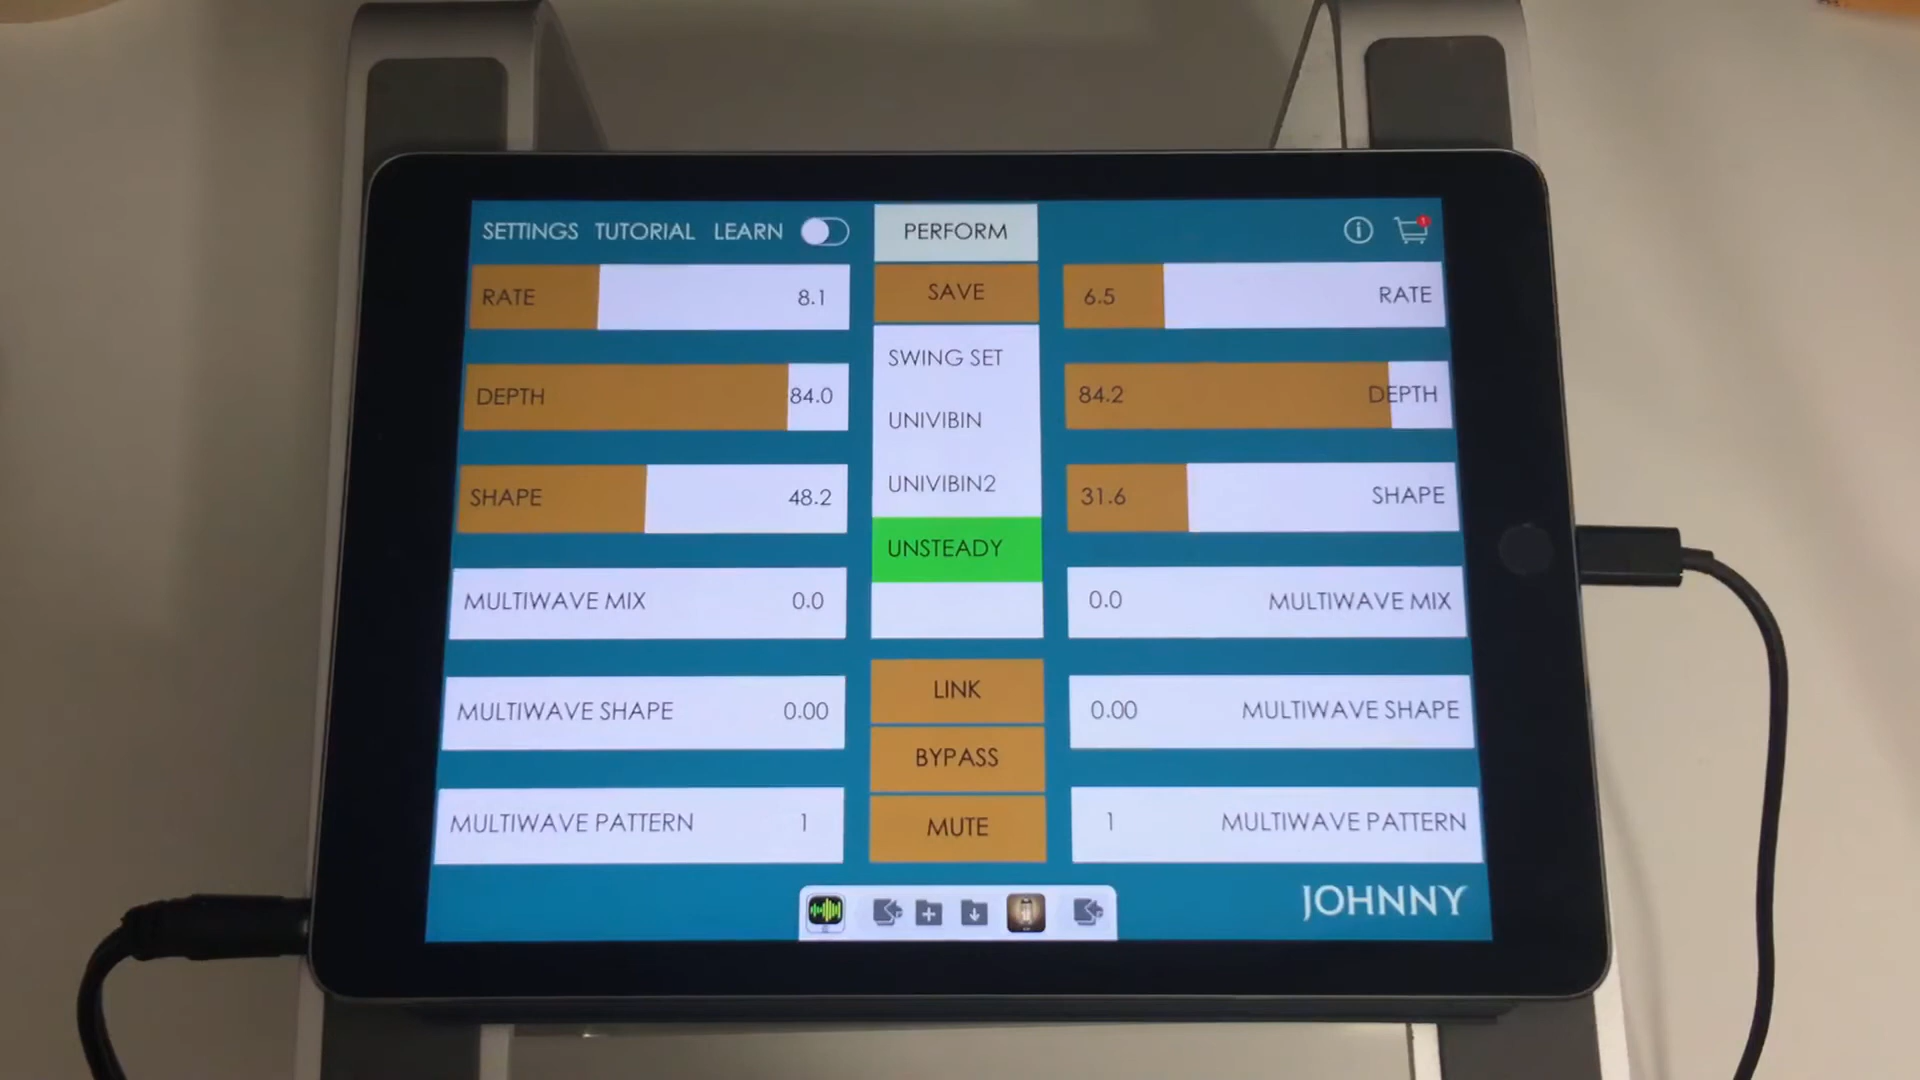 SETTINGS TUTORIAL LEARN PERFORM 1
RATE 8.1 SAVE 6.5 RATE
SWING SET
DEPTH 84.0 84.2 DEPTH
UNIVIBIN
UNIVIBIN2
SHAPE 48.2 31.6 SHAPE
UNSTEADY
MULTIWAVE MIX 0.0 0.0 MULTIWAVE MIX
LINK
MULTIWAVE SHAPE 0.00 0.00 MULTIWAVE SHAPE
BYPASS
MULTIWAVE PATTERN 1 MUTE 1 MULTIWAVE PATTERN
JOHNNY